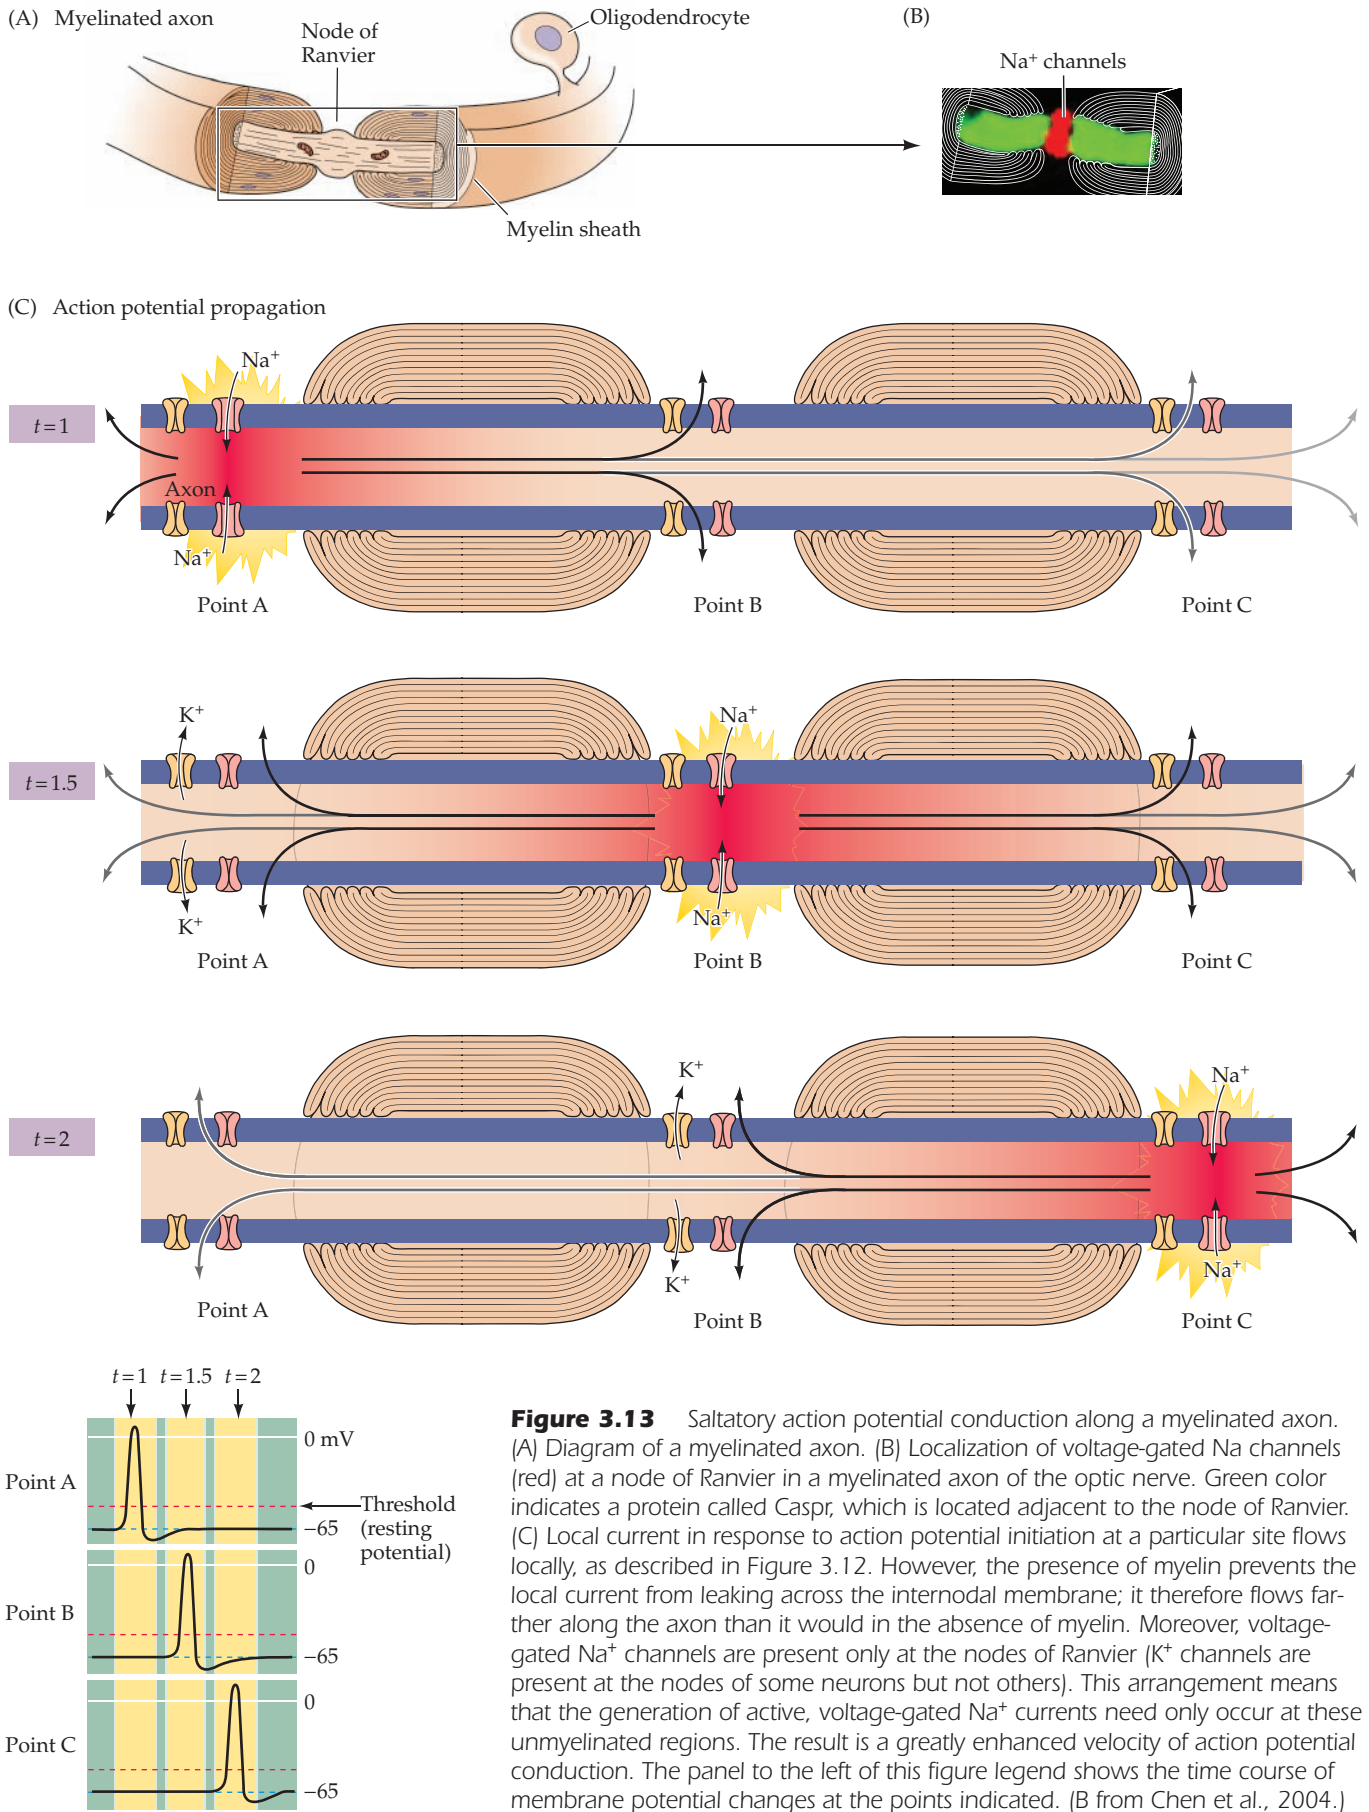 (A) Myelinated axon
Node of
Ranvier
Oligodendrocyte
Myelin sheath
(B)
Na⁺ channels
(C) Action potential propagation
t=1
Na⁺
Axon
Na⁺
Point A
Point B
Point C
t=1.5
K⁺
Na⁺
K⁺
Na⁺
Point A
Point B
Point C
t=2
K⁺
Na⁺
K⁺
Na⁺
Point A
Point B
Point C
t=1 t=1.5 t=2
0 mV
Point A
Threshold
(resting
potential)
−65
0
Point B
−65
0
Point C
−65
Figure 3.13 Saltatory action potential conduction along a myelinated axon.
(A) Diagram of a myelinated axon. (B) Localization of voltage-gated Na channels
(red) at a node of Ranvier in a myelinated axon of the optic nerve. Green color
indicates a protein called Caspr, which is located adjacent to the node of Ranvier.
(C) Local current in response to action potential initiation at a particular site flows
locally, as described in Figure 3.12. However, the presence of myelin prevents the
local current from leaking across the internodal membrane; it therefore flows far-
ther along the axon than it would in the absence of myelin. Moreover, voltage-
gated Na⁺ channels are present only at the nodes of Ranvier (K⁺ channels are
present at the nodes of some neurons but not others). This arrangement means
that the generation of active, voltage-gated Na⁺ currents need only occur at these
unmyelinated regions. The result is a greatly enhanced velocity of action potential
conduction. The panel to the left of this figure legend shows the time course of
membrane potential changes at the points indicated. (B from Chen et al., 2004.)